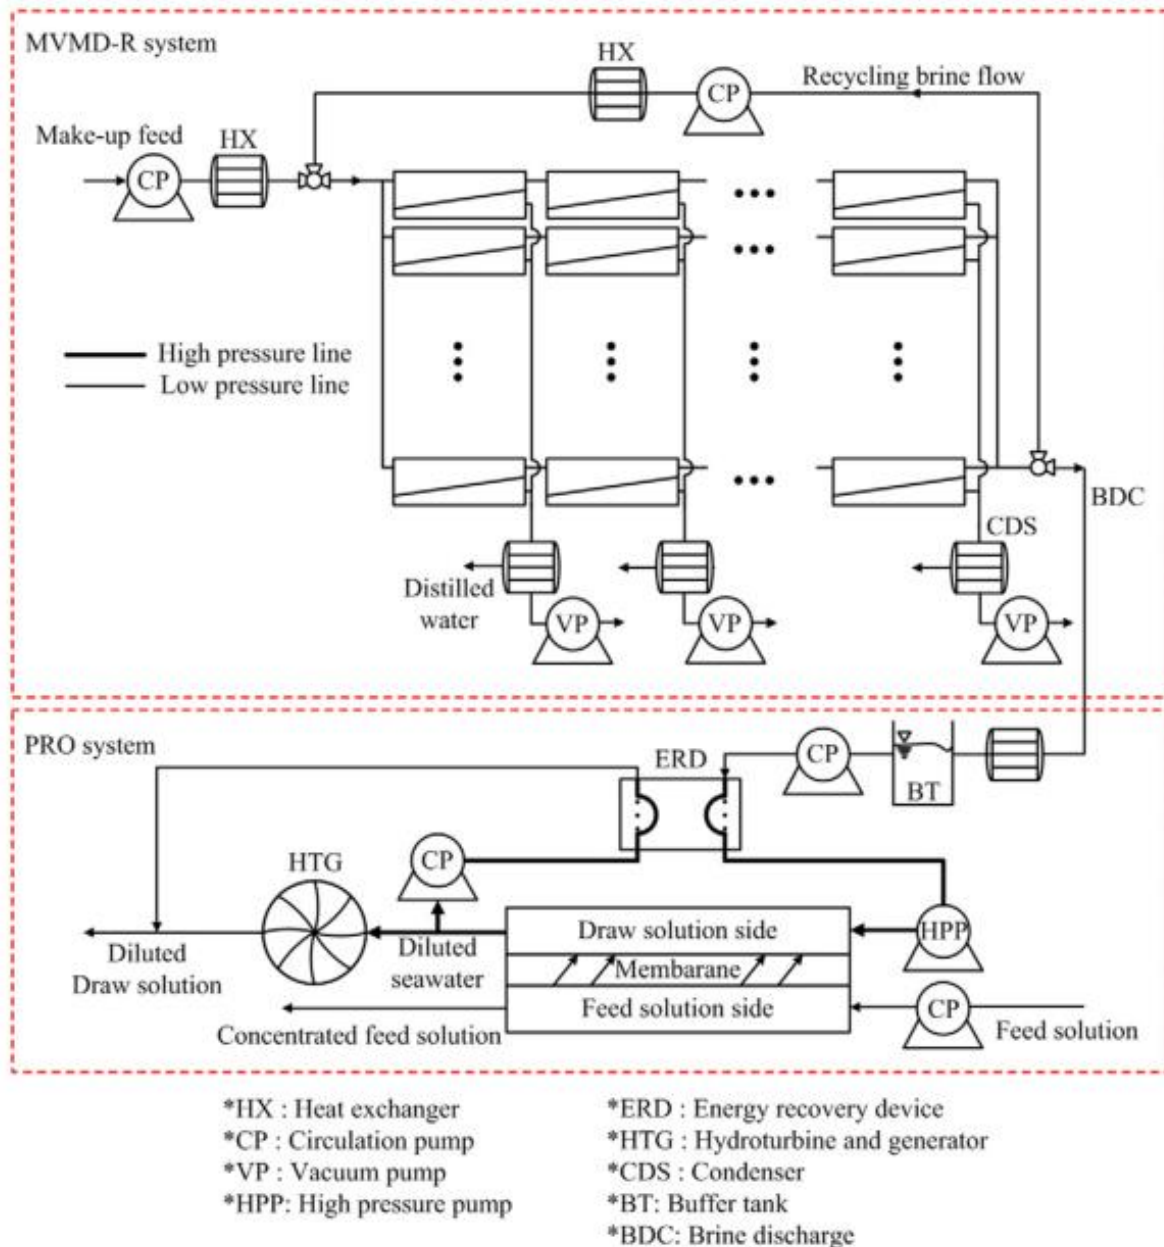 MVMD-R system
HX
CP
Recycling brine flow
Make-up feed
HX
CP
High pressure line
Low pressure line
BDC
CDS
Distilled
water
VP
VP
VP
PRO system
ERD
CP
BT
HTG
CP
Draw solution side
HPP
Diluted
Draw solution
Diluted
seawater
Membarane
Feed solution side
CP
Concentrated feed solution
Feed solution
*HX : Heat exchanger
*CP : Circulation pump
*VP : Vacuum pump
*HPP: High pressure pump
*ERD : Energy recovery device
*HTG : Hydroturbine and generator
*CDS : Condenser
*BT: Buffer tank
*BDC: Brine discharge